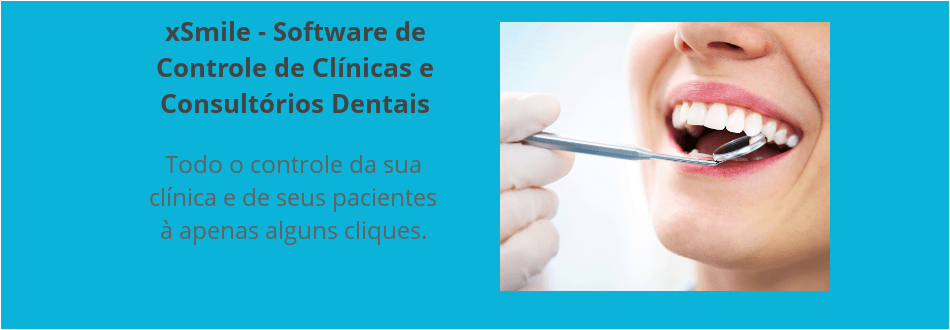 xSmile - Software de
Controle de Clínicas e
Consultórios Dentais
Todo o controle da sua
clínica e de seus pacientes
à apenas alguns cliques.